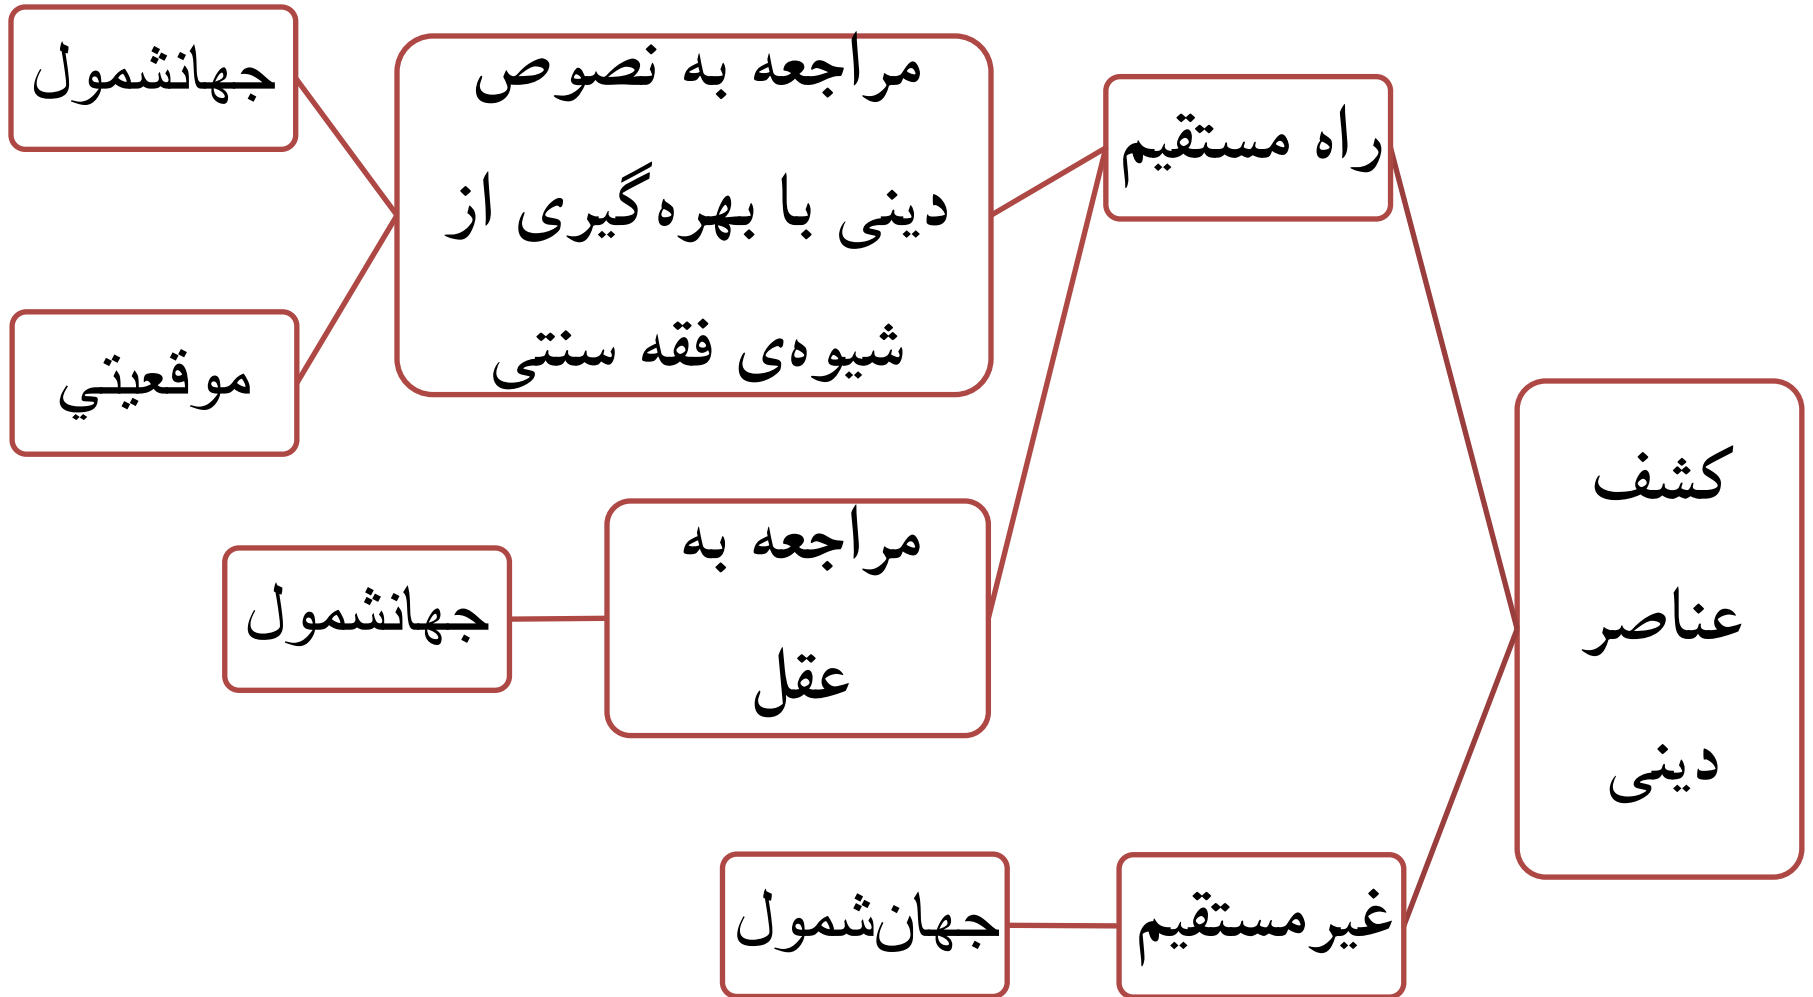 کشف
عناصر
دینی
راه مستقیم
مراجعه به نصوص
دینی با بهره‌گیری از
شیوه‌ی فقه سنتی
جهانشمول
موقعيتي
مراجعه به
عقل
جهانشمول
غیرمستقیم
جهان‌شمول